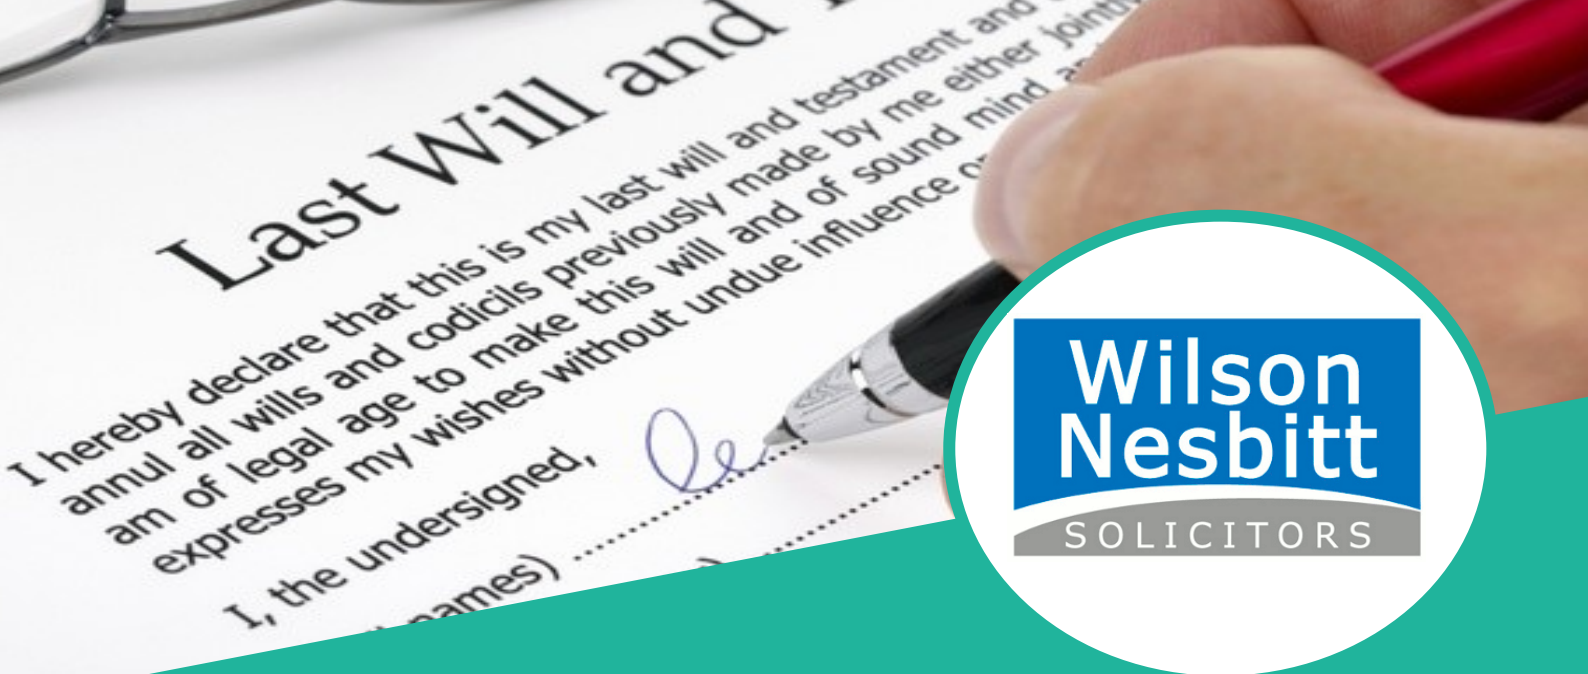 Last Will and
I hereby declare that this is my last will and testament and
annul all wills and codicils previously made by me either jointly
am of legal age to make this will and of sound mind
expresses my wishes without undue influence
I, the undersigned,
names)
Wilson
Nesbitt
SOLICITORS